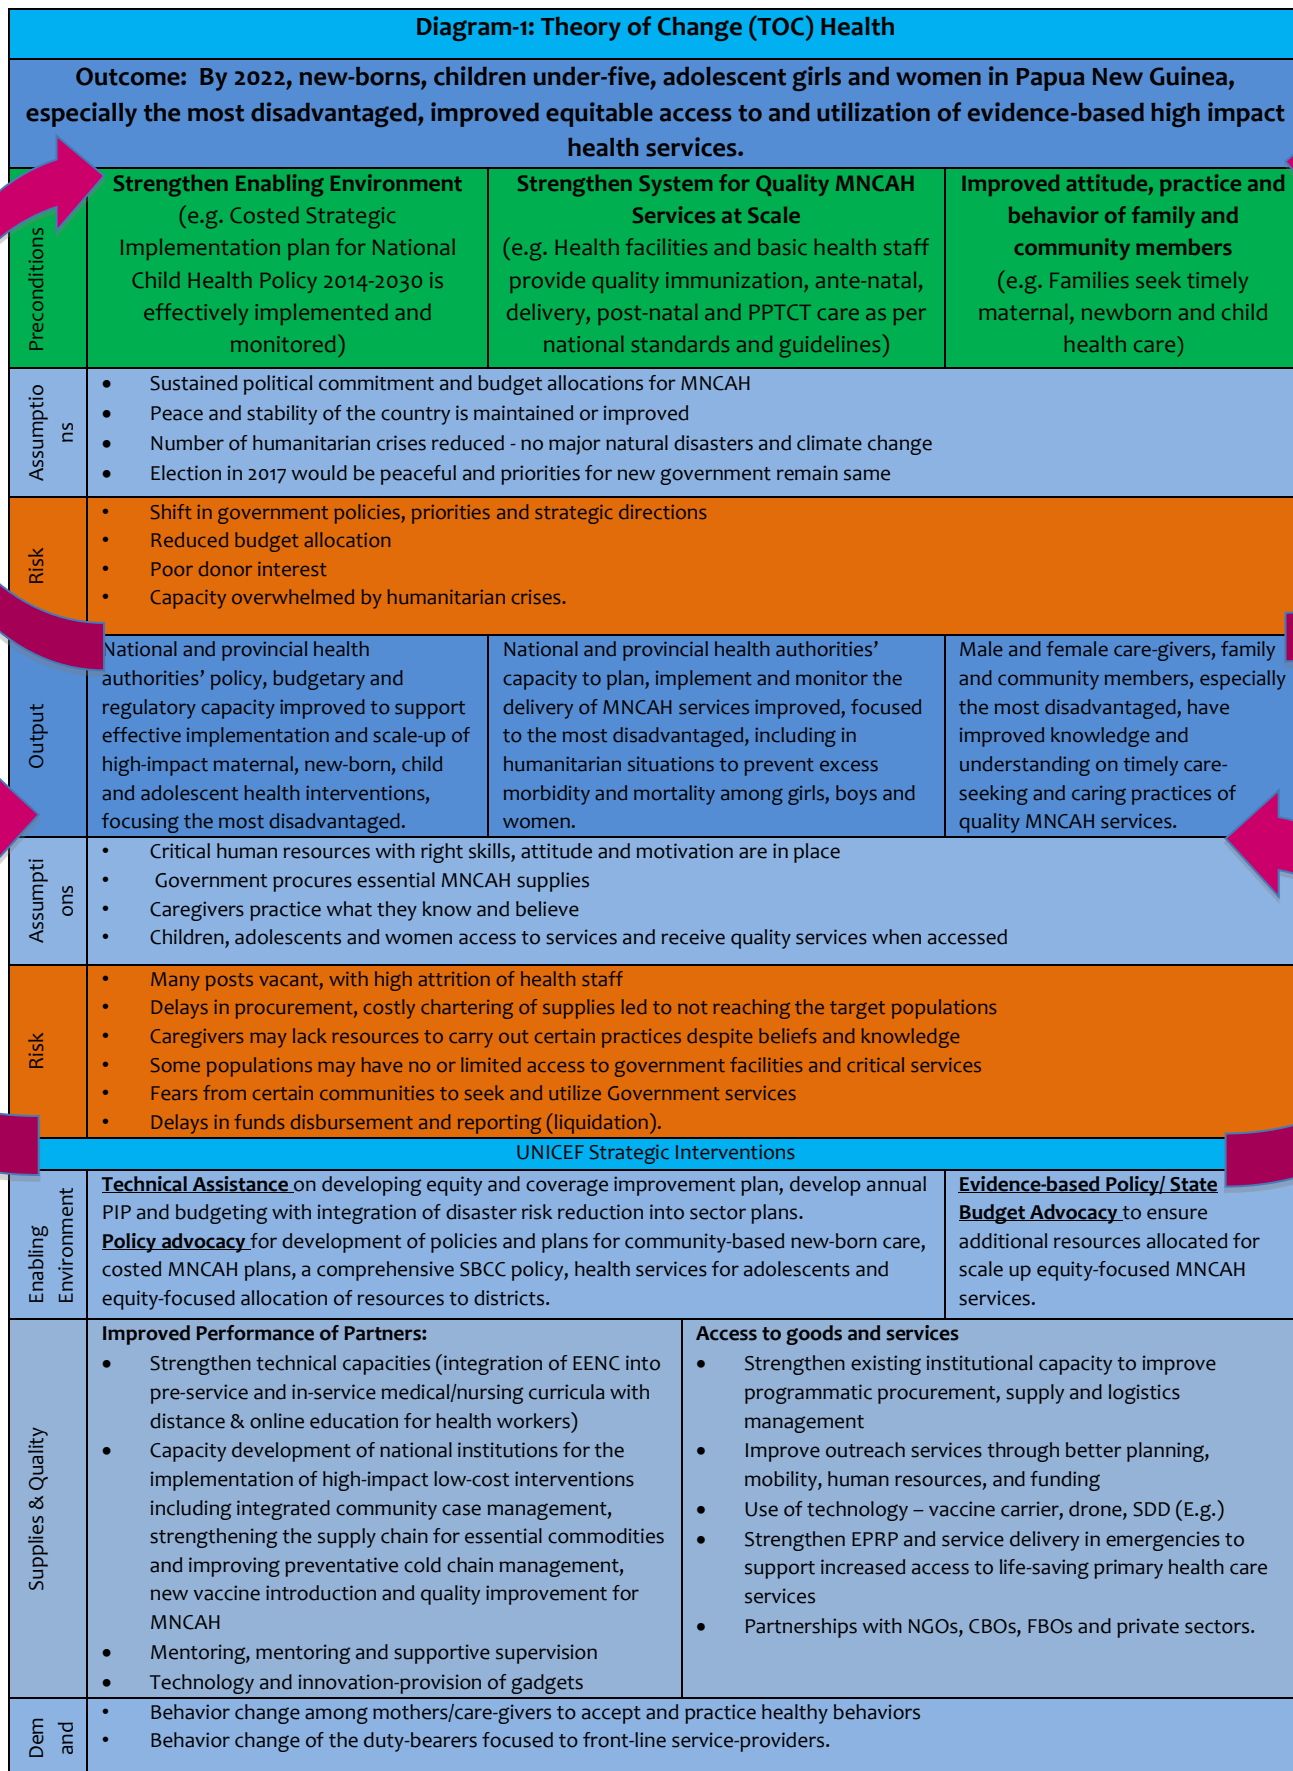 Diagram-1: Theory of Change (TOC) Health
Outcome: By 2022, new-borns, children under-five, adolescent girls and women in Papua New Guinea,
especially the most disadvantaged, improved equitable access to and utilization of evidence-based high impact
health services.
Preconditions
Strengthen Enabling Environment
(e.g. Costed Strategic
Implementation plan for National
Child Health Policy 2014-2030 is
effectively implemented and
monitored)
Strengthen System for Quality MNCAH
Services at Scale
(e.g. Health facilities and basic health staff
provide quality immunization, ante-natal,
delivery, post-natal and PPTCT care as per
national standards and guidelines)
Improved attitude, practice and
behavior of family and
community members
(e.g. Families seek timely
maternal, newborn and child
health care)
Assumptio
ns
• Sustained political commitment and budget allocations for MNCAH
• Peace and stability of the country is maintained or improved
• Number of humanitarian crises reduced - no major natural disasters and climate change
• Election in 2017 would be peaceful and priorities for new government remain same
Risk
• Shift in government policies, priorities and strategic directions
• Reduced budget allocation
• Poor donor interest
• Capacity overwhelmed by humanitarian crises.
Output
National and provincial health
authorities' policy, budgetary and
regulatory capacity improved to support
effective implementation and scale-up of
high-impact maternal, new-born, child
and adolescent health interventions,
focusing the most disadvantaged.
National and provincial health authorities'
capacity to plan, implement and monitor the
delivery of MNCAH services improved, focused
to the most disadvantaged, including in
humanitarian situations to prevent excess
morbidity and mortality among girls, boys and
women.
Male and female care-givers, family
and community members, especially
the most disadvantaged, have
improved knowledge and
understanding on timely care-
seeking and caring practices of
quality MNCAH services.
Assumpti
ons
• Critical human resources with right skills, attitude and motivation are in place
• Government procures essential MNCAH supplies
• Caregivers practice what they know and believe
• Children, adolescents and women access to services and receive quality services when accessed
Risk
• Many posts vacant, with high attrition of health staff
• Delays in procurement, costly chartering of supplies led to not reaching the target populations
• Caregivers may lack resources to carry out certain practices despite beliefs and knowledge
• Some populations may have no or limited access to government facilities and critical services
• Fears from certain communities to seek and utilize Government services
• Delays in funds disbursement and reporting (liquidation).
UNICEF Strategic Interventions
Enabling
Environment
Technical Assistance on developing equity and coverage improvement plan, develop annual
PIP and budgeting with integration of disaster risk reduction into sector plans.
Policy advocacy for development of policies and plans for community-based new-born care,
costed MNCAH plans, a comprehensive SBCC policy, health services for adolescents and
equity-focused allocation of resources to districts.
Evidence-based Policy/ State
Budget Advocacy to ensure
additional resources allocated for
scale up equity-focused MNCAH
services.
Supplies & Quality
Improved Performance of Partners:
• Strengthen technical capacities (integration of EENC into
pre-service and in-service medical/nursing curricula with
distance & online education for health workers)
• Capacity development of national institutions for the
implementation of high-impact low-cost interventions
including integrated community case management,
strengthening the supply chain for essential commodities
and improving preventative cold chain management,
new vaccine introduction and quality improvement for
MNCAH
• Mentoring, mentoring and supportive supervision
• Technology and innovation-provision of gadgets
Access to goods and services
• Strengthen existing institutional capacity to improve
programmatic procurement, supply and logistics
management
• Improve outreach services through better planning,
mobility, human resources, and funding
• Use of technology – vaccine carrier, drone, SDD (E.g.)
• Strengthen EPRP and service delivery in emergencies to
support increased access to life-saving primary health care
services
• Partnerships with NGOs, CBOs, FBOs and private sectors.
Dem
and
• Behavior change among mothers/care-givers to accept and practice healthy behaviors
• Behavior change of the duty-bearers focused to front-line service-providers.